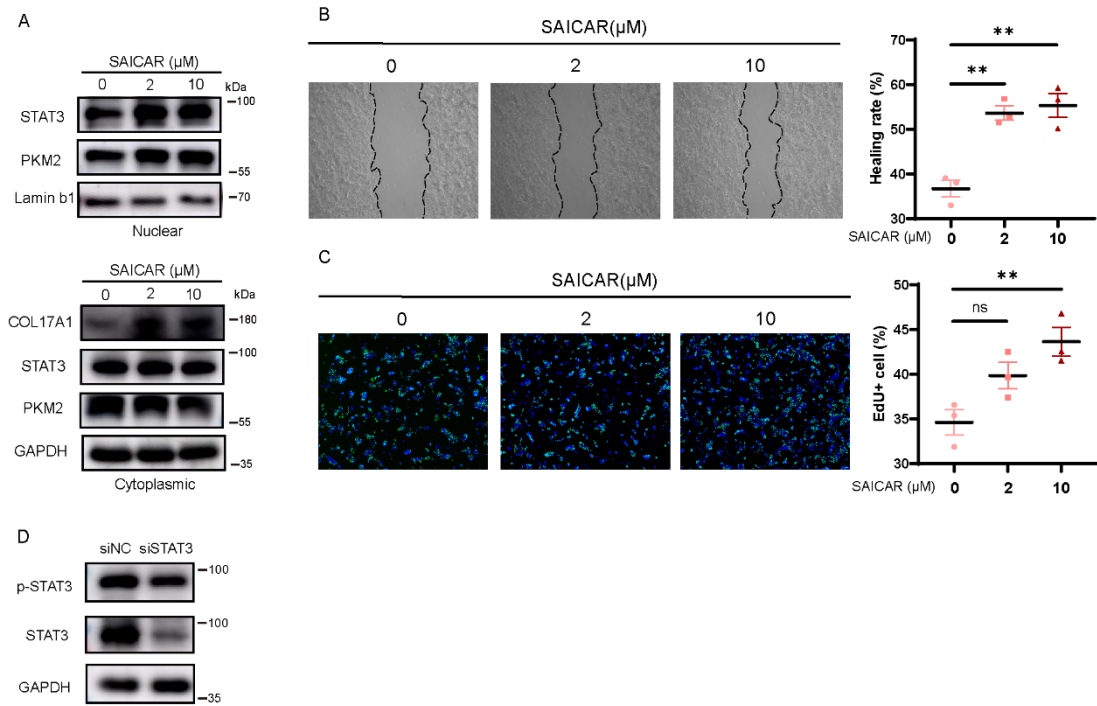 A
SAICAR (μM)
0 2 10 kDa
STAT3 –100
PKM2 –55
Lamin b1 –70
Nuclear
SAICAR (μM)
0 2 10 kDa
COL17A1 –180
STAT3 –100
PKM2 –55
GAPDH –35
Cytoplasmic
B
SAICAR(μM)
0 2 10
**
**
Healing rate (%)
70
60
50
40
30
SAICAR (μM) 0 2 10
C
SAICAR(μM)
0 2 10
**
ns
EdU+ cell (%)
50
45
40
35
30
SAICAR (μM) 0 2 10
D
siNC siSTAT3
p-STAT3 –100
STAT3 –100
GAPDH –35